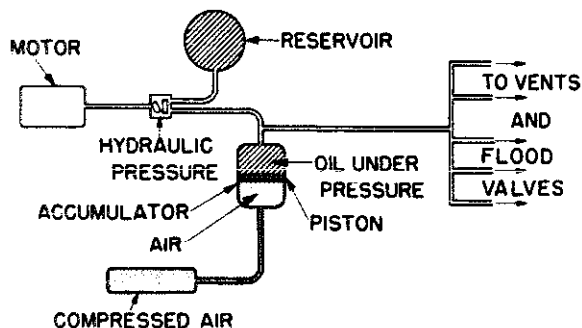 RESERVOIR
MOTOR
TO VENTS
AND
FLOOD
VALVES
HYDRAULIC
PRESSURE
OIL UNDER
PRESSURE
ACCUMULATOR
PISTON
AIR
COMPRESSED AIR